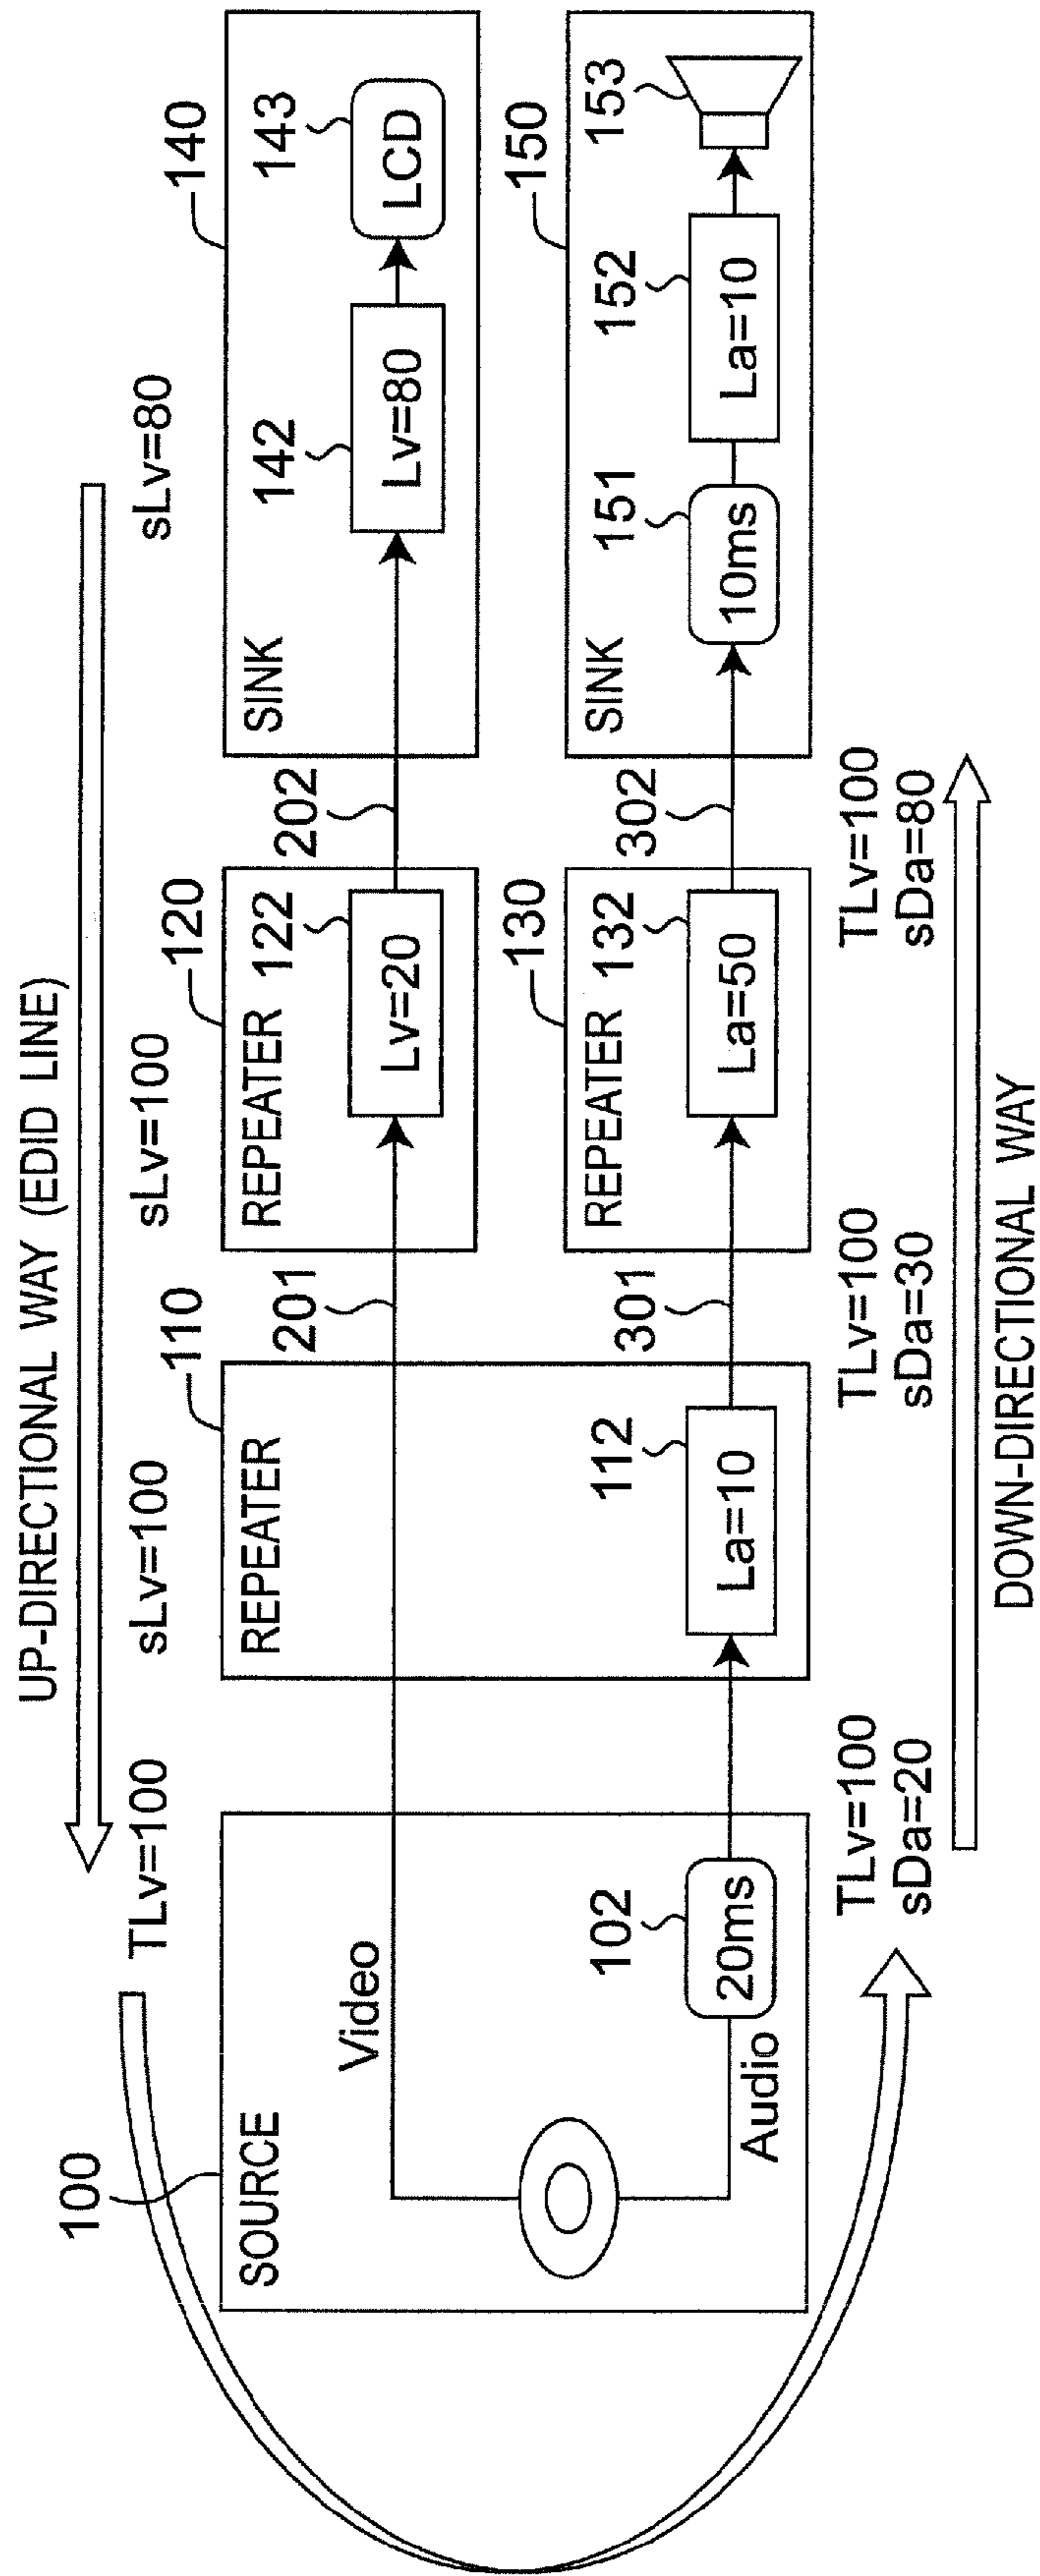 UP-DIRECTIONAL WAY (EDID LINE)
TLv=100
sLv=100
sLv=100
sLv=80
100
110
120
140
SOURCE
REPEATER
REPEATER
SINK
Video
201
122
Lv=20
202
142
Lv=80
143
LCD
130
150
REPEATER
SINK
102
20ms
Audio
112
La=10
301
132
La=50
302
151
10ms
152
La=10
153
TLv=100
sDa=20
TLv=100
sDa=30
TLv=100
sDa=80
DOWN-DIRECTIONAL WAY